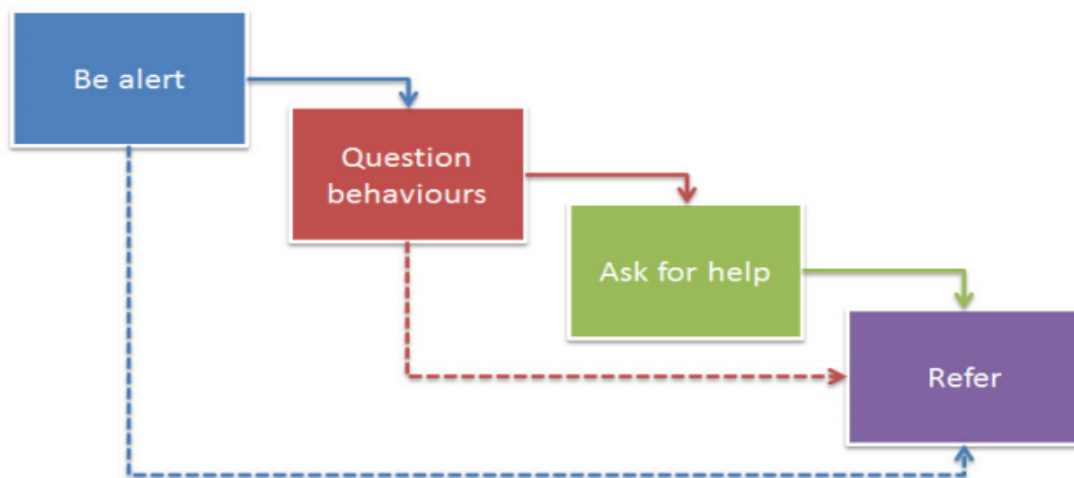 Be alert
Question
behaviours
Ask for help
Refer